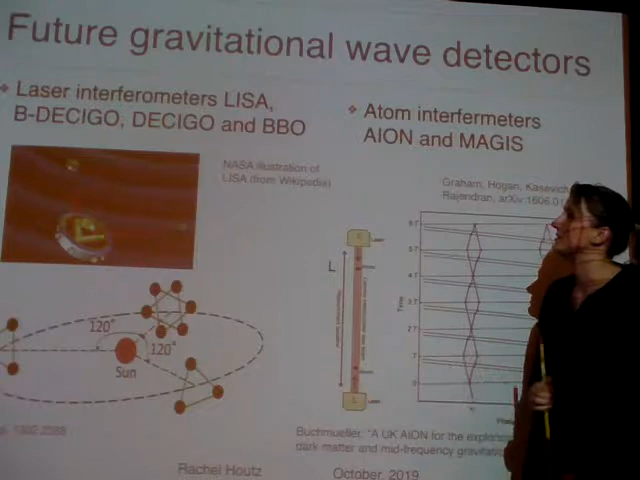 Future gravitational wave detectors
Laser interferometers LISA,
B-DECIGO, DECIGO and BBO
Atom interfermeters
AION and MAGIS
NASA illustration of
LISA (from Wikipedia)
Graham, Hogan, Kasevich
Rajendran, arXiv:1606.0
L
Time
120°
120°
Sun
Buchmueller, "A UK AION for the explora
dark matter and mid-frequency gravitatio
Rachel Houtz
October, 2019